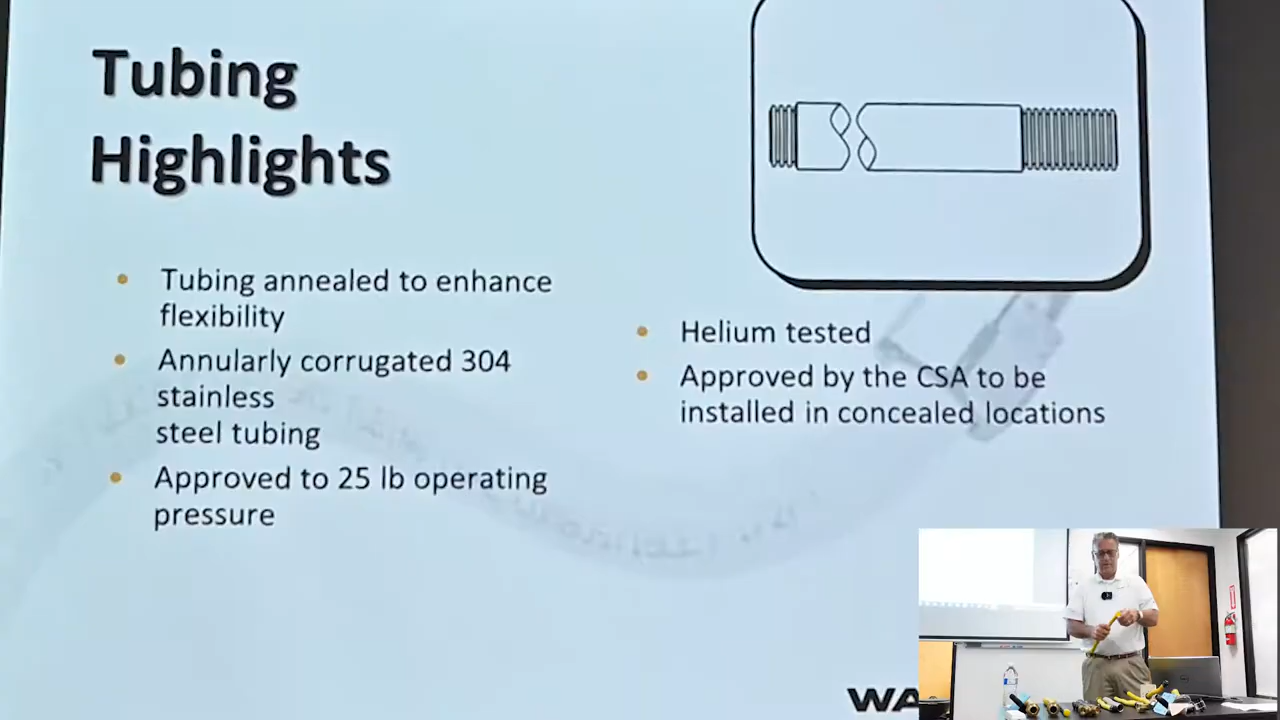 Tubing
Highlights
Tubing annealed to enhance
flexibility
Annularly corrugated 304
stainless
steel tubing
Approved to 25 lb operating
pressure
Helium tested
Approved by the CSA to be
installed in concealed locations
WA